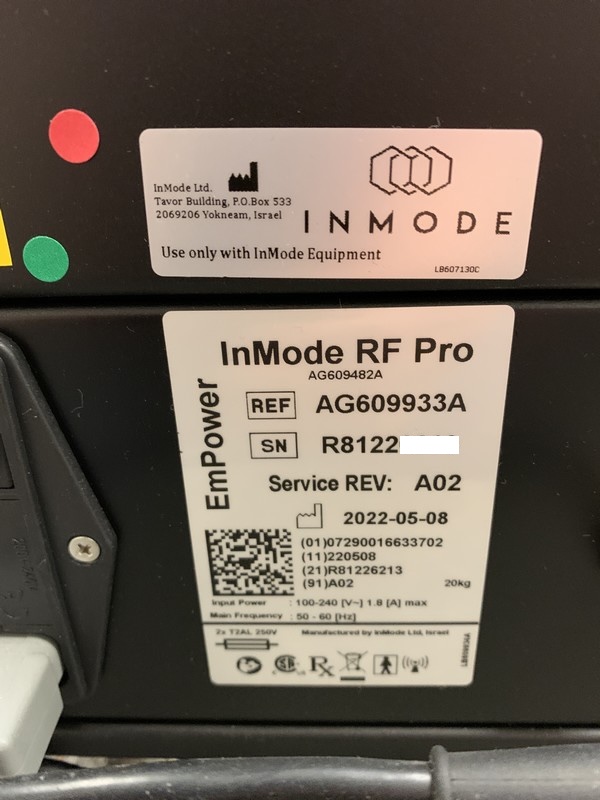 InMode Ltd.
Tavor Building, P.O.Box 533
2069206 Yokneam, Israel
INMODE
Use only with InMode Equipment
LB607130C
InMode RF Pro
AG609482A
EmPower
REF AG609933A
SN R8122
Service REV: A02
2022-05-08
(01)07290016633702
(11)220508
(21)R81226213
(91)A02
20kg
Input Power : 100-240 [V~] 1.8 [A] max
Main Frequency : 50 - 60 [Hz]
2x T2AL 250V
Manufactured by InMode Ltd, Israel
Rx